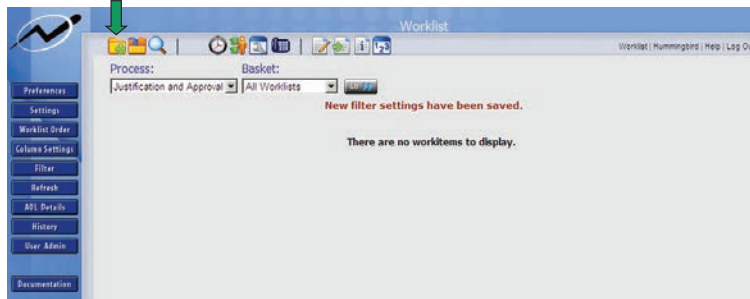 Worklist
Worklist | Hummingbird | Help | Log Ou
Process:
Basket:
Justification and Approval
All Worklists
New filter settings have been saved.
There are no workitems to display.
Preferences
Settings
Worklist Order
Column Settings
Filter
Refresh
AOL Details
History
User Admin
Documentation